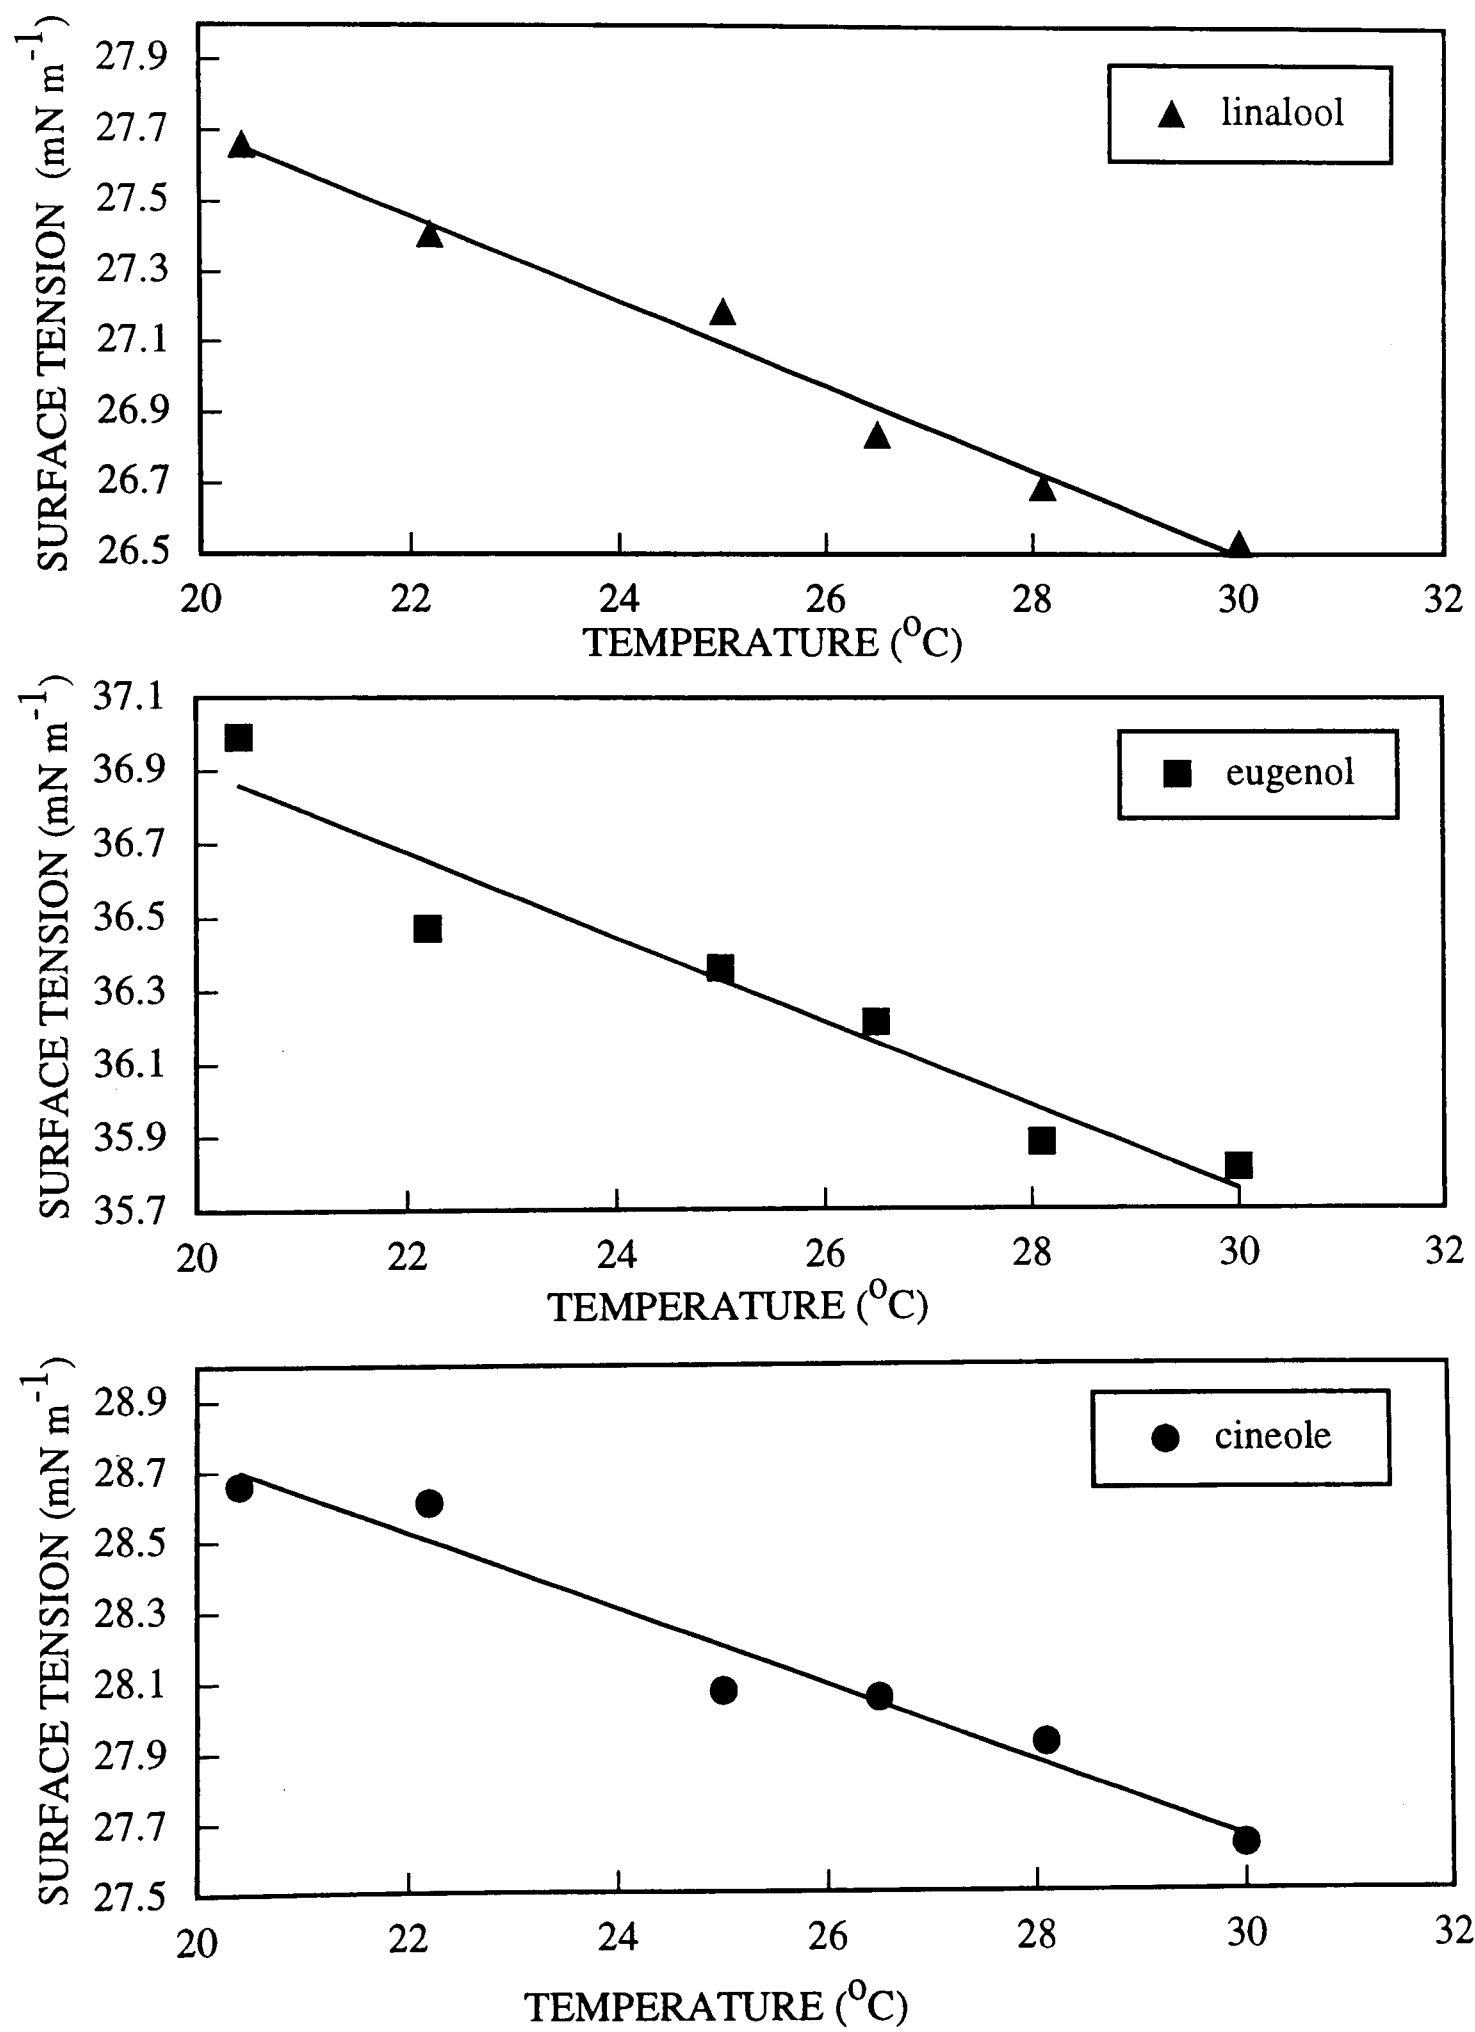 SURFACE TENSION (mN m⁻¹)
27.9
27.7
27.5
27.3
27.1
26.9
26.7
26.5
linalool
20 22 24 26 28 30 32
TEMPERATURE (°C)
SURFACE TENSION (mN m⁻¹)
37.1
36.9
36.7
36.5
36.3
36.1
35.9
35.7
eugenol
20 22 24 26 28 30 32
TEMPERATURE (°C)
SURFACE TENSION (mN m⁻¹)
28.9
28.7
28.5
28.3
28.1
27.9
27.7
27.5
cineole
20 22 24 26 28 30 32
TEMPERATURE (°C)